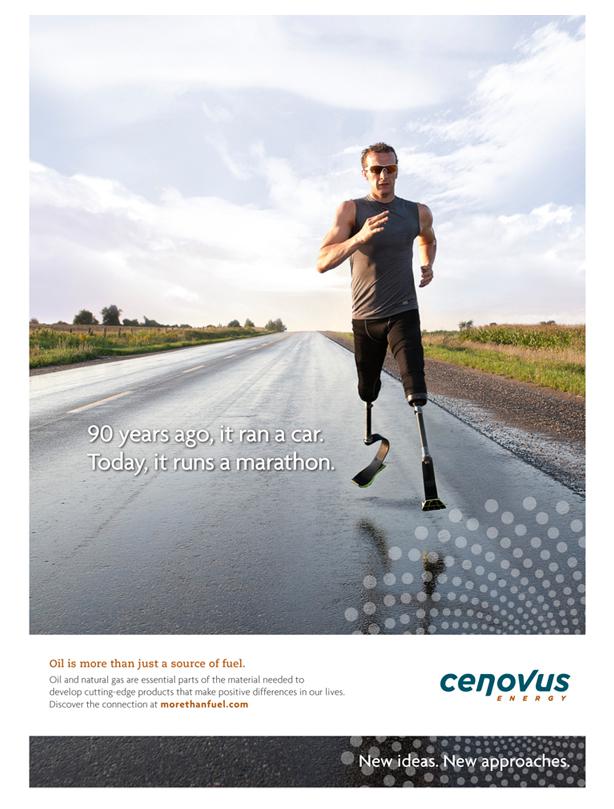 90 years ago, it ran a car.
Today, it runs a marathon.
Oil is more than just a source of fuel.
Oil and natural gas are essential parts of the material needed to
develop cutting-edge products that make positive differences in our lives.
Discover the connection at morethanfuel.com
cenovus
ENERGY
New ideas. New approaches.